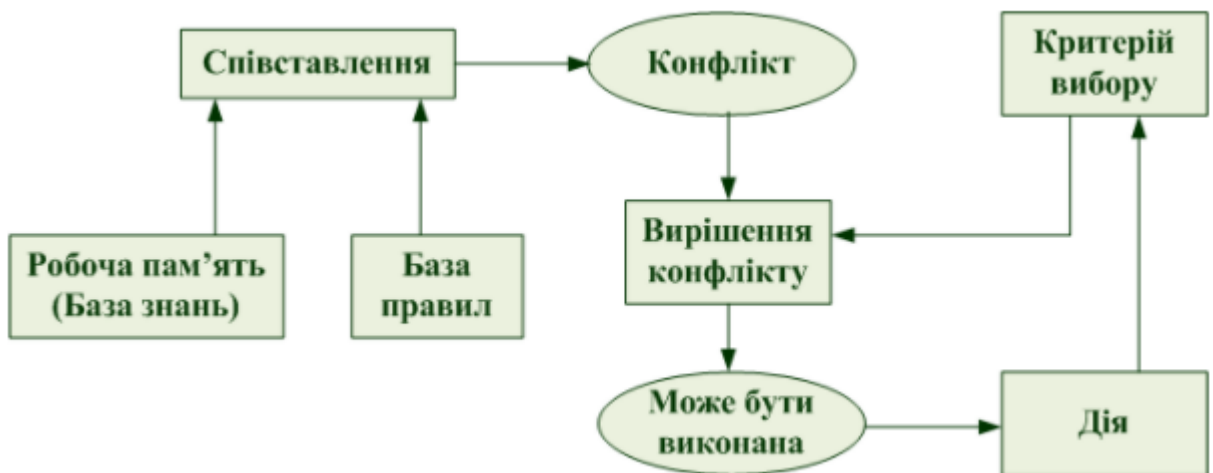 Співставлення
Конфлікт
Критерій
вибору
Робоча пам’ять
(База знань)
База
правил
Вирішення
конфлікту
Може бути
виконана
Дія